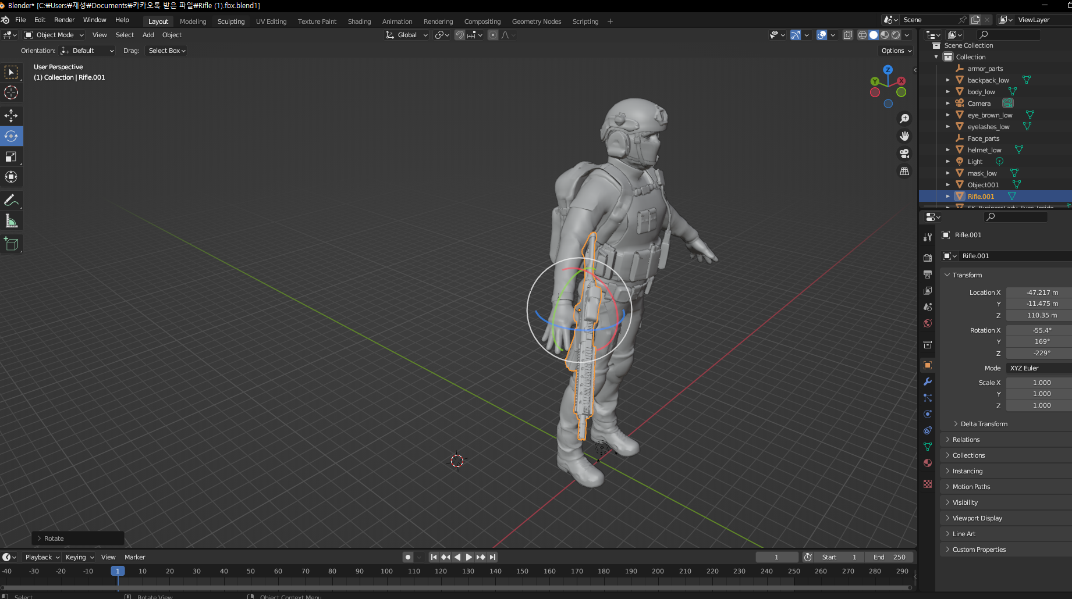 Blender* [C:₩Users₩재성₩Documents₩카카오톡 받은 파일₩Rifle (1).fbx.blend1]
File Edit Render Window Help Layout Modeling Sculpting UV Editing Texture Paint Shading Animation Rendering Compositing Geometry Nodes Scripting + Scene ViewLayer
Object Mode View Select Add Object Global
Orientation: Default Drag: Select Box Options
User Perspective
(1) Collection | Rifle.001
Z
Y
X
Scene Collection
Collection
armor_parts
backpack_low
body_low
Camera
eye_brown_low
eyelashes_low
Face_parts
helmet_low
Light
mask_low
Object001
Rifle.001
Rifle.001
Rifle.001
Transform
Location X -47.217 m
Y -11.475 m
Z 110.35 m
Rotation X -55.4°
Y 169°
Z -229°
Mode XYZ Euler
Scale X 1.000
Y 1.000
Z 1.000
Delta Transform
Relations
Collections
Instancing
Motion Paths
Visibility
Viewport Display
Line Art
Custom Properties
Rotate
Playback Keying View Marker 1 Start 1 End 250
-40 -30 -20 -10 1 10 20 30 40 50 60 70 80 90 100 110 120 130 140 150 160 170 180 190 200 210 220 230 240 250 260 270 280 290
Select Rotate View Object Context Menu